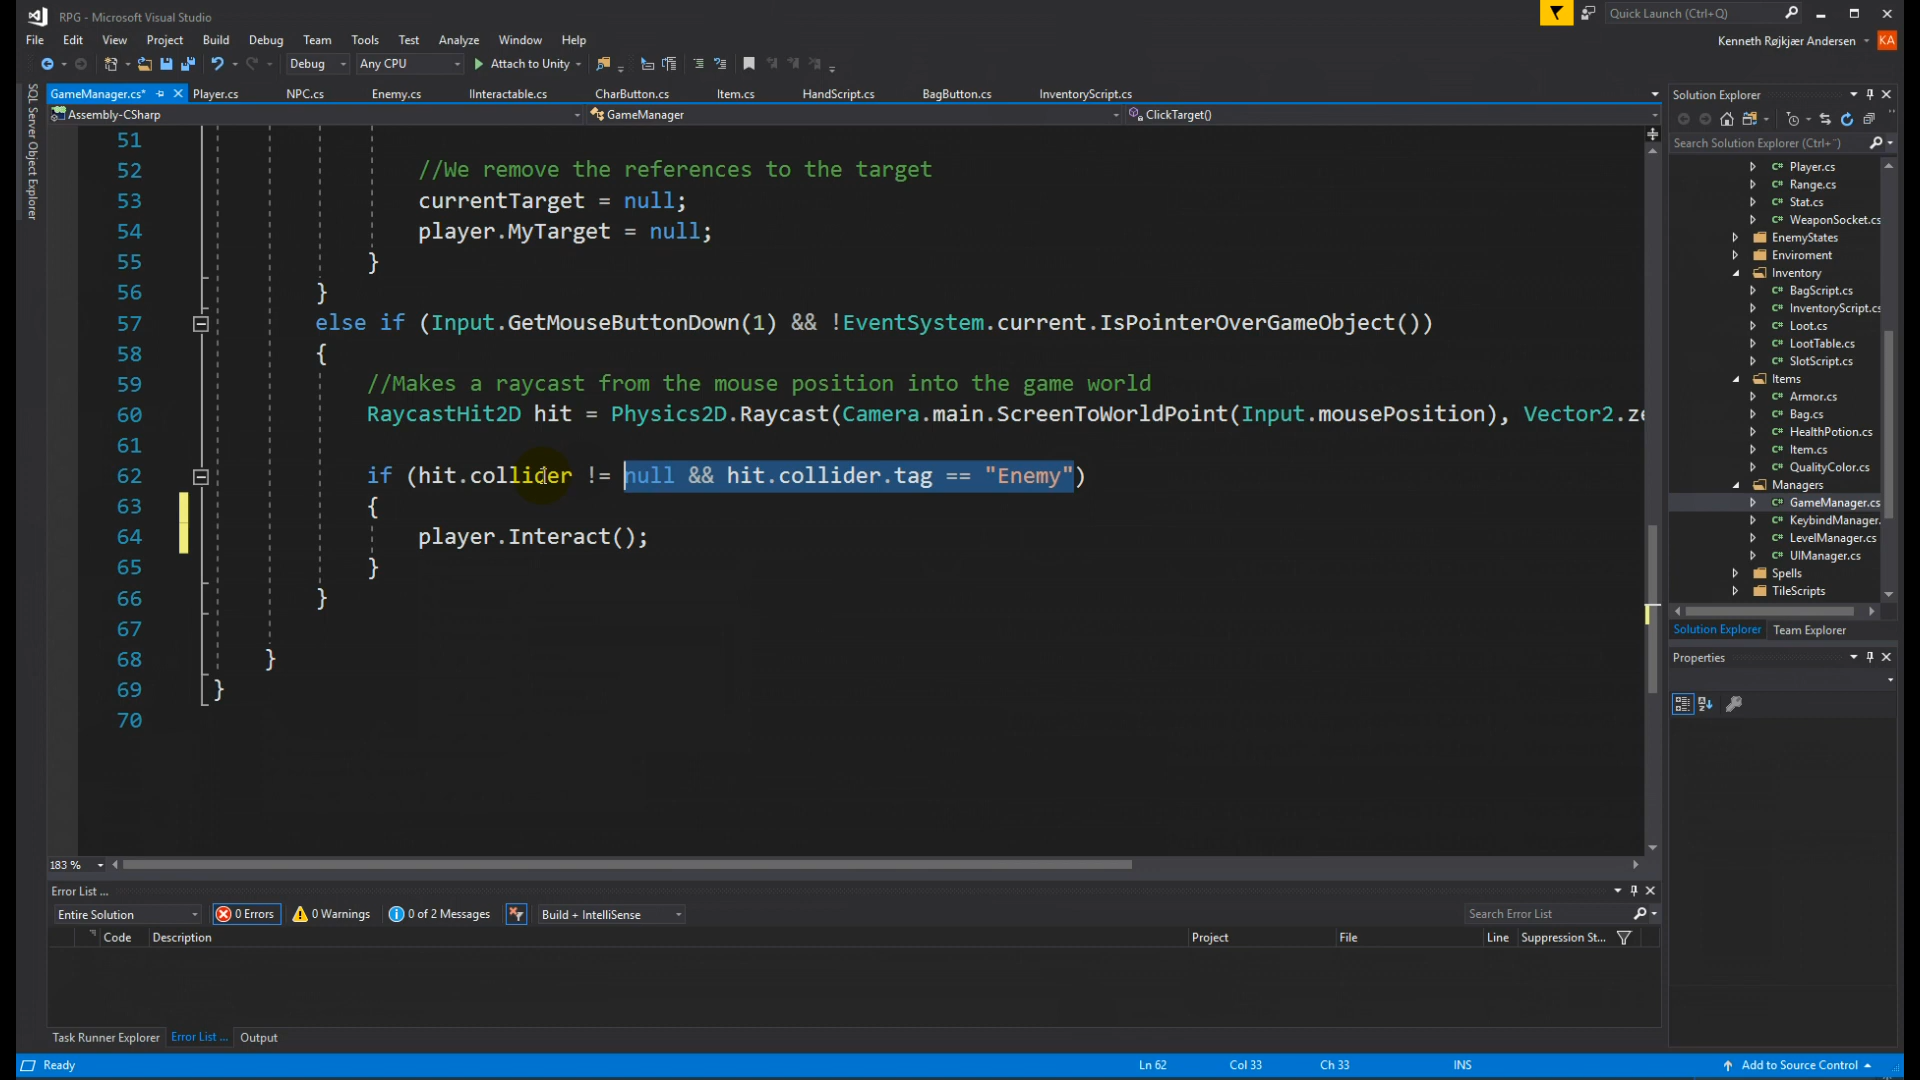 RPG - Microsoft Visual Studio
Quick Launch (Ctrl+Q)
File Edit View Project Build Debug Team Tools Test Analyze Window Help
Kenneth Røjkjær Andersen KA
Debug Any CPU Attach to Unity
GameManager.cs* Player.cs NPC.cs Enemy.cs IInteractable.cs CharButton.cs Item.cs HandScript.cs BagButton.cs InventoryScript.cs
Assembly-CSharp GameManager ClickTarget()
SQL Server Object Explorer
51
52 //We remove the references to the target
53 currentTarget = null;
54 player.MyTarget = null;
55 }
56 }
57 else if (Input.GetMouseButtonDown(1) && !EventSystem.current.IsPointerOverGameObject())
58 {
59 //Makes a raycast from the mouse position into the game world
60 RaycastHit2D hit = Physics2D.Raycast(Camera.main.ScreenToWorldPoint(Input.mousePosition), Vector2.ze
61
62 if (hit.collider != null && hit.collider.tag == "Enemy")
63 {
64 player.Interact();
65 }
66 }
67
68 }
69 }
70
183 %
Solution Explorer
Search Solution Explorer (Ctrl+¨)
C# Player.cs
C# Range.cs
C# Stat.cs
C# WeaponSocket.cs
EnemyStates
Enviroment
Inventory
C# BagScript.cs
C# InventoryScript.cs
C# Loot.cs
C# LootTable.cs
C# SlotScript.cs
Items
C# Armor.cs
C# Bag.cs
C# HealthPotion.cs
C# Item.cs
C# QualityColor.cs
Managers
C# GameManager.cs
C# KeybindManager.
C# LevelManager.cs
C# UIManager.cs
Spells
TileScripts
Solution Explorer Team Explorer
Properties
Error List ...
Entire Solution 0 Errors 0 Warnings 0 of 2 Messages Build + IntelliSense Search Error List
Code Description Project File Line Suppression St...
Task Runner Explorer Error List ... Output
Ready Ln 62 Col 33 Ch 33 INS Add to Source Control